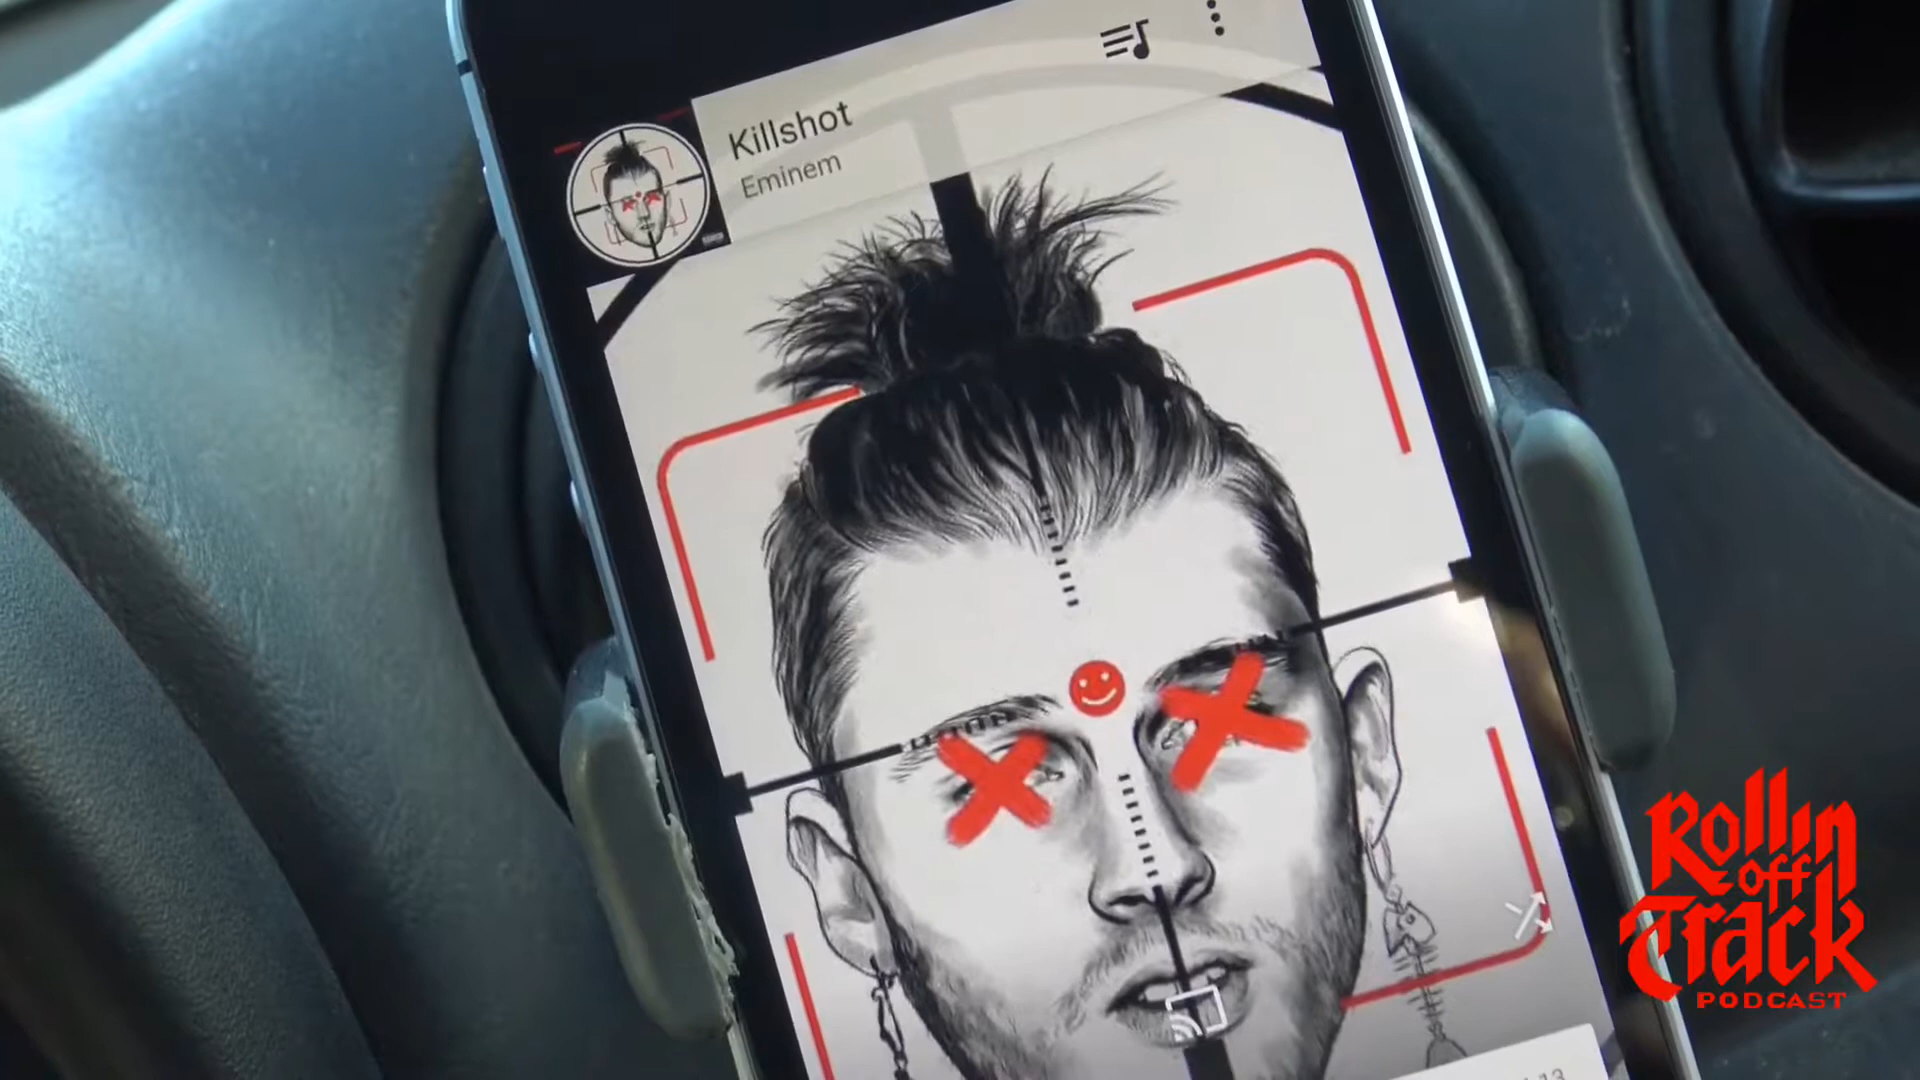 Killshot
Eminem
Rollin
off
Track
PODCAST